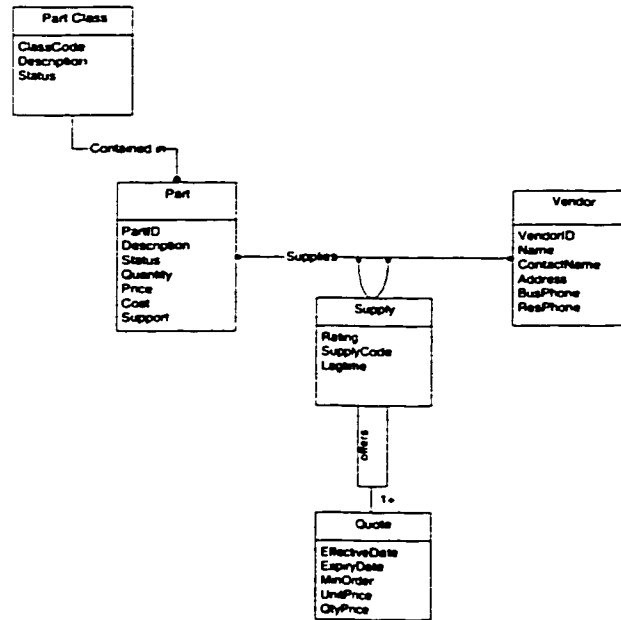 Part Class
ClassCode
Description
Status
Contained in
Part
PartID
Description
Status
Quantity
Price
Cost
Support
Supplies
Vendor
VendorID
Name
ContactName
Address
BusPhone
ResPhone
Supply
Rating
SupplyCode
Lagtime
offers
1+
Quote
EffectiveDate
ExpiryDate
MinOrder
UnitPrice
QtyPrice